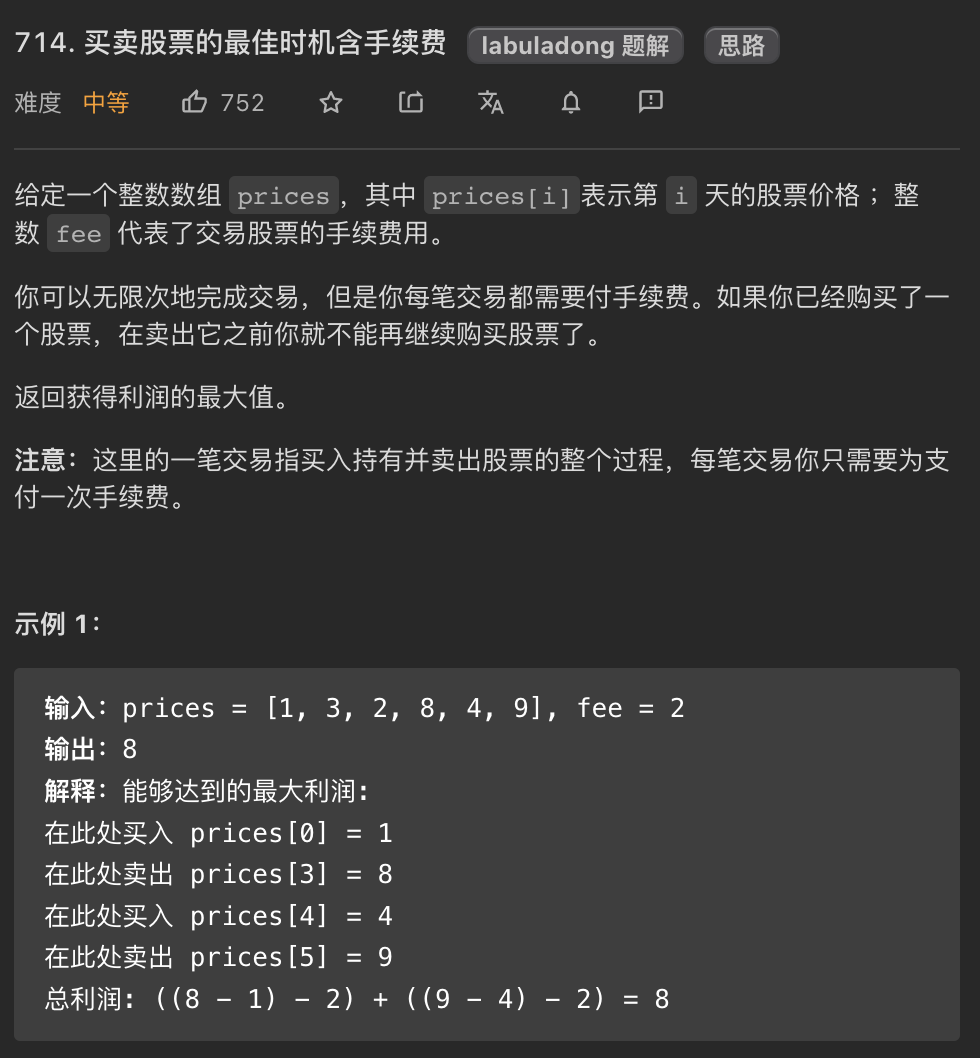 714. 买卖股票的最佳时机含手续费 labuladong 题解 思路
难度 中等 752
给定一个整数数组 prices，其中 prices[i]表示第 i 天的股票价格 ；整
数 fee 代表了交易股票的手续费用。
你可以无限次地完成交易，但是你每笔交易都需要付手续费。如果你已经购买了一
个股票，在卖出它之前你就不能再继续购买股票了。
返回获得利润的最大值。
注意：这里的一笔交易指买入持有并卖出股票的整个过程，每笔交易你只需要为支
付一次手续费。
示例 1：
输入：prices = [1, 3, 2, 8, 4, 9], fee = 2
输出：8
解释：能够达到的最大利润:
在此处买入 prices[0] = 1
在此处卖出 prices[3] = 8
在此处买入 prices[4] = 4
在此处卖出 prices[5] = 9
总利润: ((8 - 1) - 2) + ((9 - 4) - 2) = 8